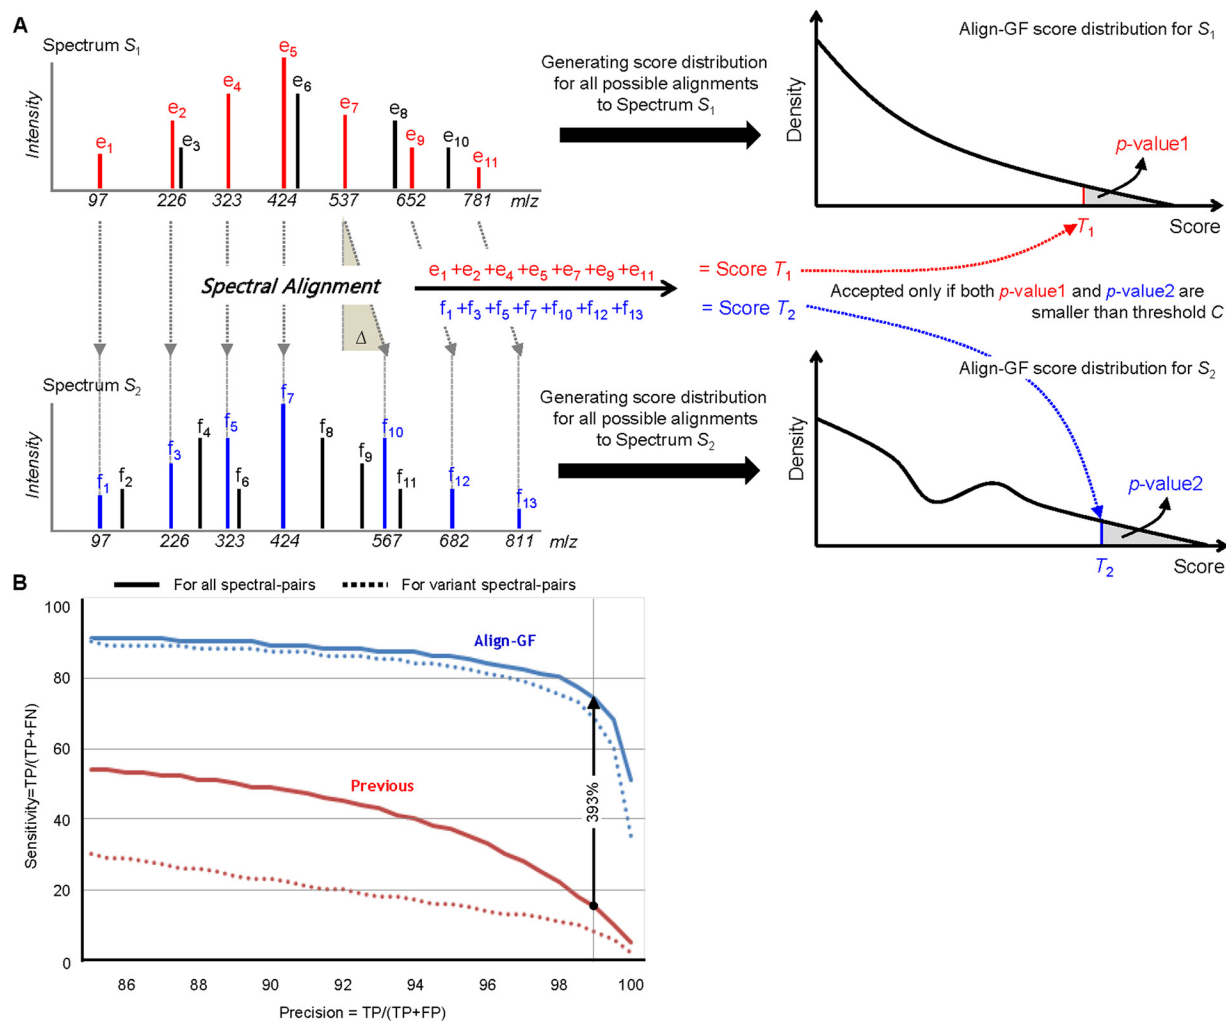 A
Spectrum S1
Intensity
e1
e2
e3
e4
e5
e6
e7
e8
e9
e10
e11
97 226 323 424 537 652 781 m/z
Generating score distribution
for all possible alignments
to Spectrum S1
Align-GF score distribution for S1
Density
p-value1
T1
Score
Spectral Alignment
Δ
e1 +e2 +e4 +e5 +e7 +e9 +e11
= Score T1
f1 +f3 +f5 +f7 +f10 +f12 +f13
= Score T2
Accepted only if both p-value1 and p-value2 are
smaller than threshold C
Spectrum S2
Intensity
f1
f2
f3
f4
f5
f6
f7
f8
f9
f10
f11
f12
f13
97 226 323 424 567 682 811 m/z
Generating score distribution
for all possible alignments
to Spectrum S2
Align-GF score distribution for S2
Density
p-value2
T2
Score
B
For all spectral-pairs
For variant spectral-pairs
Sensitivity=TP/(TP+FN)
100
80
60
40
20
0
Align-GF
Previous
393%
86 88 90 92 94 96 98 100
Precision = TP/(TP+FP)